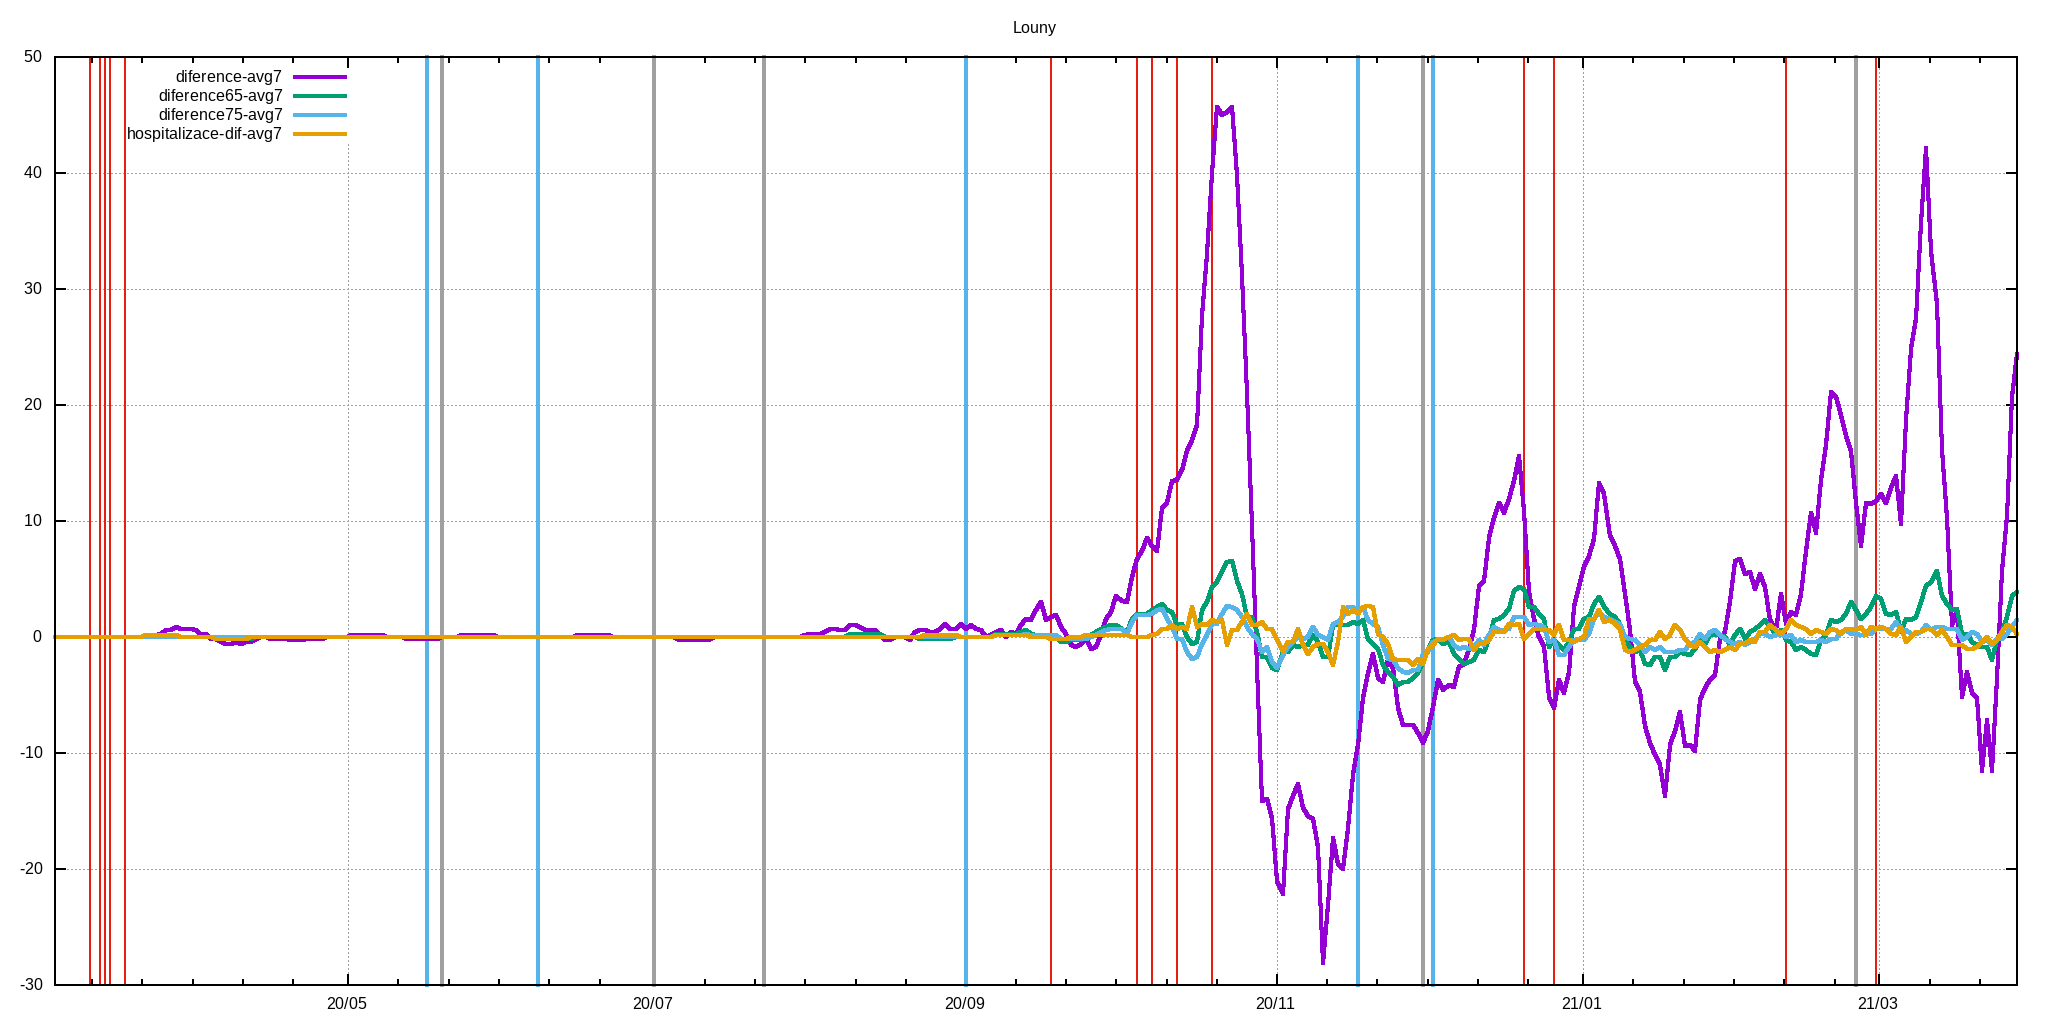 Louny
diference-avg7
diference65-avg7
diference75-avg7
hospitalizace-dif-avg7
50
40
30
20
10
0
-10
-20
-30
20/05 20/07 20/09 20/11 21/01 21/03